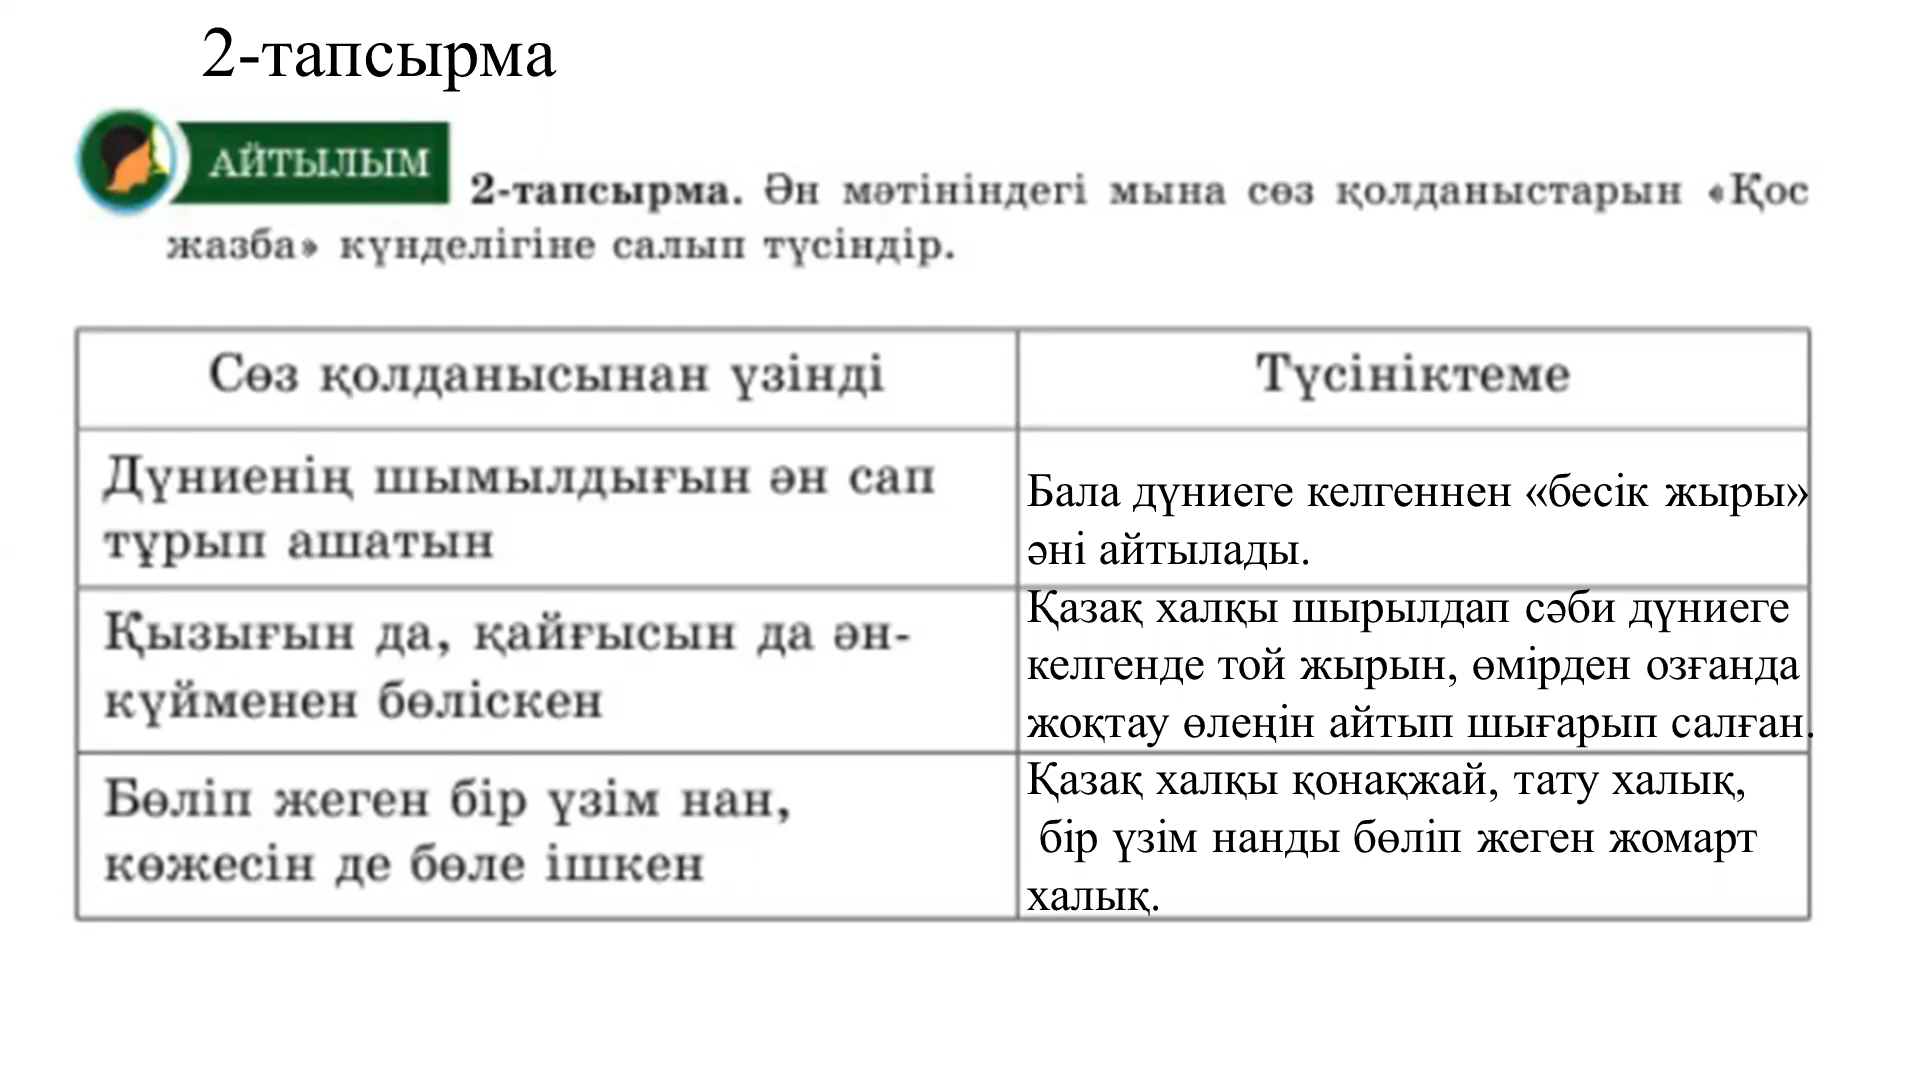 2-тапсырма
АЙТЫЛЫМ
2-тапсырма. Ән мәтініндегі мына сөз қолданыстарын «Қос
жазба» күнделігіне салып түсіндір.
Сөз қолданысынан үзінді
Түсініктеме
Дүниенің шымылдығын ән сап
тұрып ашатын
Бала дүниеге келгеннен «бесік жыры»
әні айтылады.
Қызығын да, қайғысын да ән-
күйменен бөліскен
Қазақ халқы шырылдап сәби дүниеге
келгенде той жырын, өмірден озғанда
жоқтау өлеңін айтып шығарып салған.
Бөліп жеген бір үзім нан,
көжесін де бөле ішкен
Қазақ халқы қонақжай, тату халық,
бір үзім нанды бөліп жеген жомарт
халық.